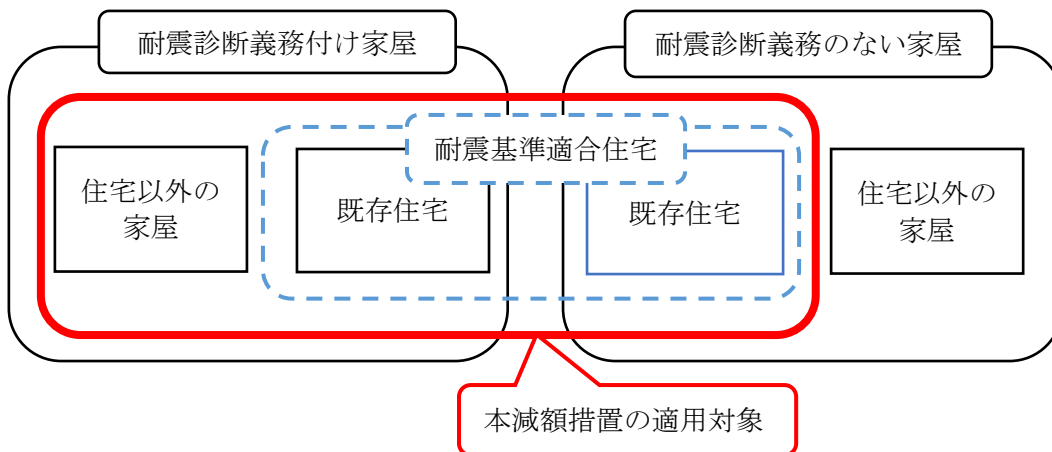 耐震診断義務付け家屋
耐震診断義務のない家屋
耐震基準適合住宅
住宅以外の
家屋
既存住宅
既存住宅
住宅以外の
家屋
本減額措置の適用対象